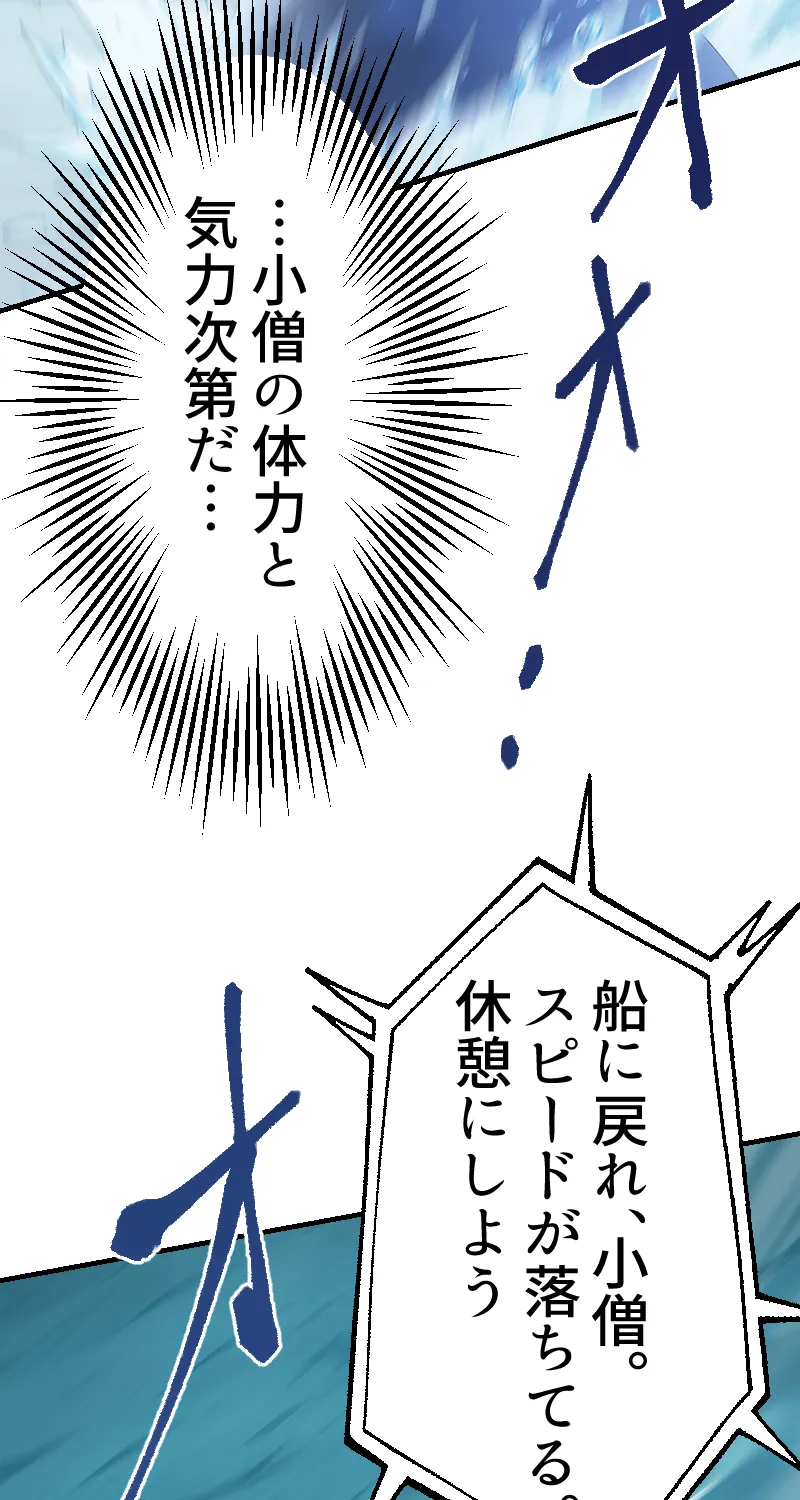 …小僧の体力と
気力次第だ…
船に戻れ、小僧。
スピードが落ちてる。
休憩にしよう